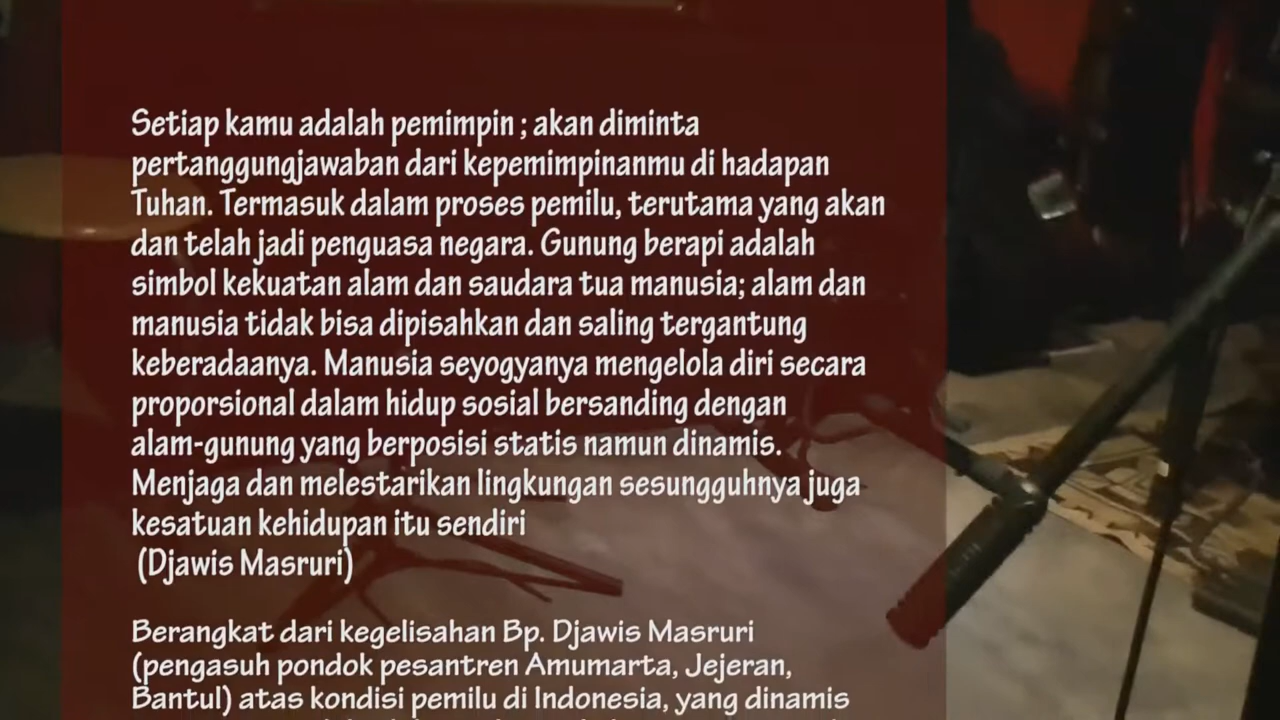 Setiap kamu adalah pemimpin ; akan diminta
pertanggungjawaban dari kepemimpinanmu di hadapan
Tuhan. Termasuk dalam proses pemilu, terutama yang akan
dan telah jadi penguasa negara. Gunung berapi adalah
simbol kekuatan alam dan saudara tua manusia; alam dan
manusia tidak bisa dipisahkan dan saling tergantung
keberadaanya. Manusia seyogyanya mengelola diri secara
proporsional dalam hidup sosial bersanding dengan
alam-gunung yang berposisi statis namun dinamis.
Menjaga dan melestarikan lingkungan sesungguhnya juga
kesatuan kehidupan itu sendiri
(Djawis Masruri)
Berangkat dari kegelisahan Bp. Djawis Masruri
(pengasuh pondok pesantren Amumarta, Jejeran,
Bantul) atas kondisi pemilu di Indonesia, yang dinamis